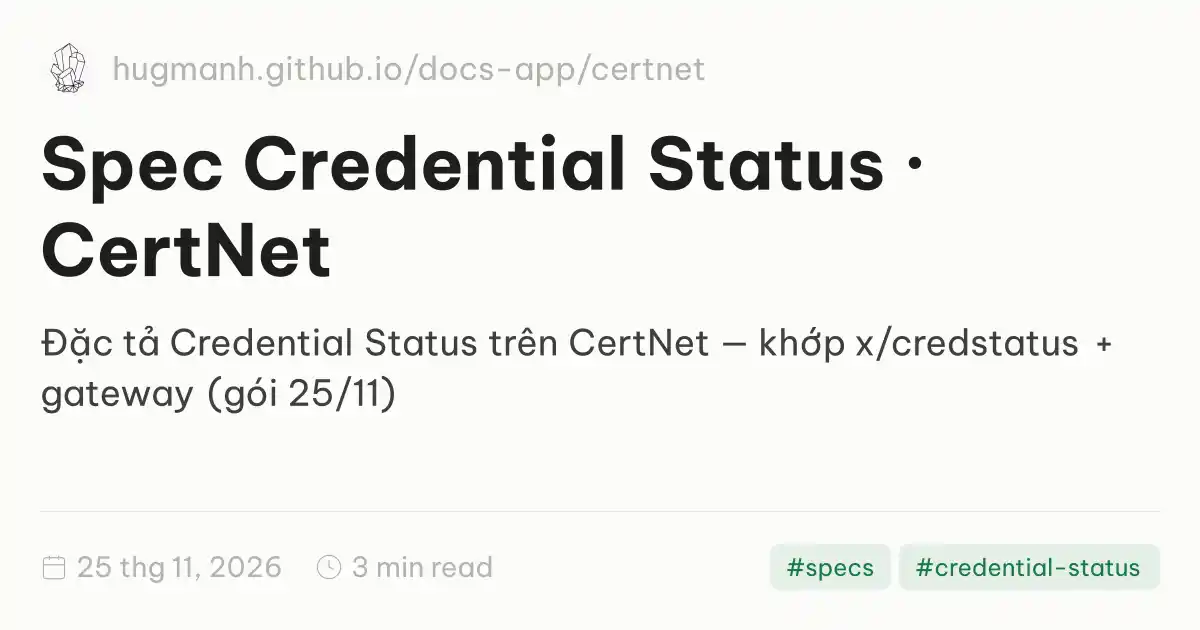 hugmanh.github.io/docs-app/certnet
Spec Credential Status ·
CertNet
Đặc tả Credential Status trên CertNet — khớp x/credstatus +
gateway (gói 25/11)
25 thg 11, 2026 3 min read #specs #credential-status